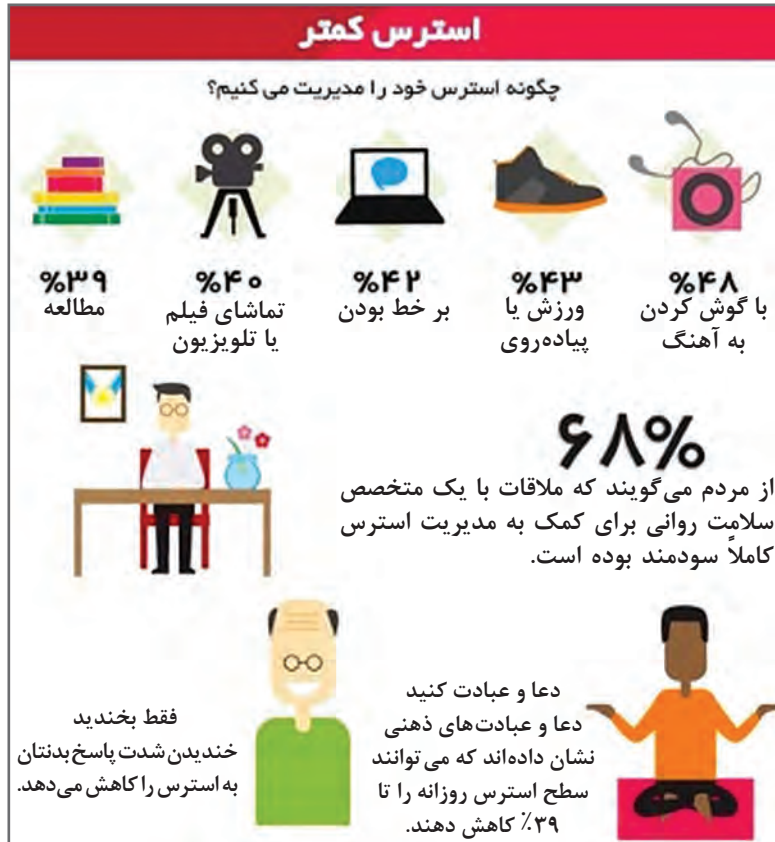 استرس کمتر
چگونه استرس خود را مدیریت می کنیم؟
%۴۸
با گوش کردن
به آهنگ
%۴۳
ورزش یا
پیاده‌روی
%۴۲
بر خط بودن
%۴۰
تماشای فیلم
یا تلویزیون
%۳۹
مطالعه
۶۸%
از مردم می‌گویند که ملاقات با یک متخصص
سلامت روانی برای کمک به مدیریت استرس
کاملاً سودمند بوده است.
دعا و عبادت کنید
دعا و عبادت‌های ذهنی
نشان داده‌اند که می‌توانند
سطح استرس روزانه را تا
۳۹٪ کاهش دهند.
فقط بخندید
خندیدن شدت پاسخ بدنتان
به استرس را کاهش می‌دهد.